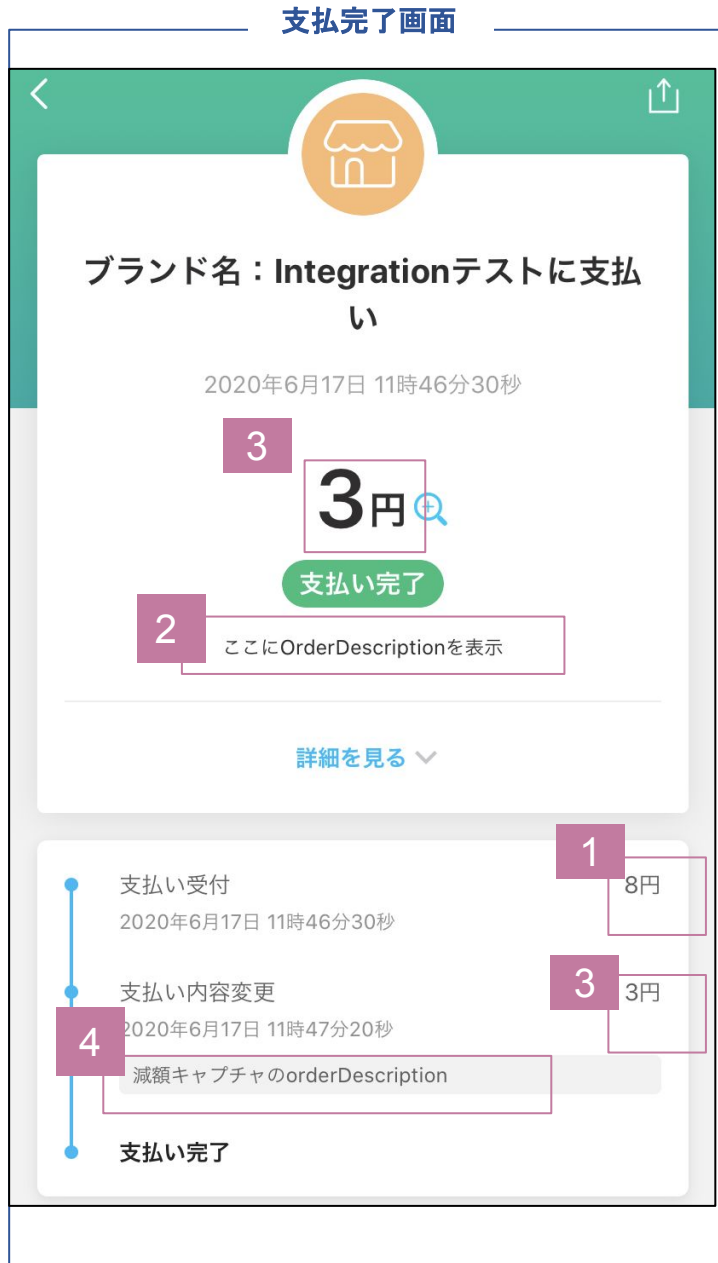 支払完了画面
ブランド名：Integrationテストに支払
い
2020年6月17日 11時46分30秒
3
3円
支払い完了
2
ここにOrderDescriptionを表示
詳細を見る
1
支払い受付
8円
2020年6月17日 11時46分30秒
3
支払い内容変更
3円
4
2020年6月17日 11時47分20秒
減額キャプチャのorderDescription
支払い完了